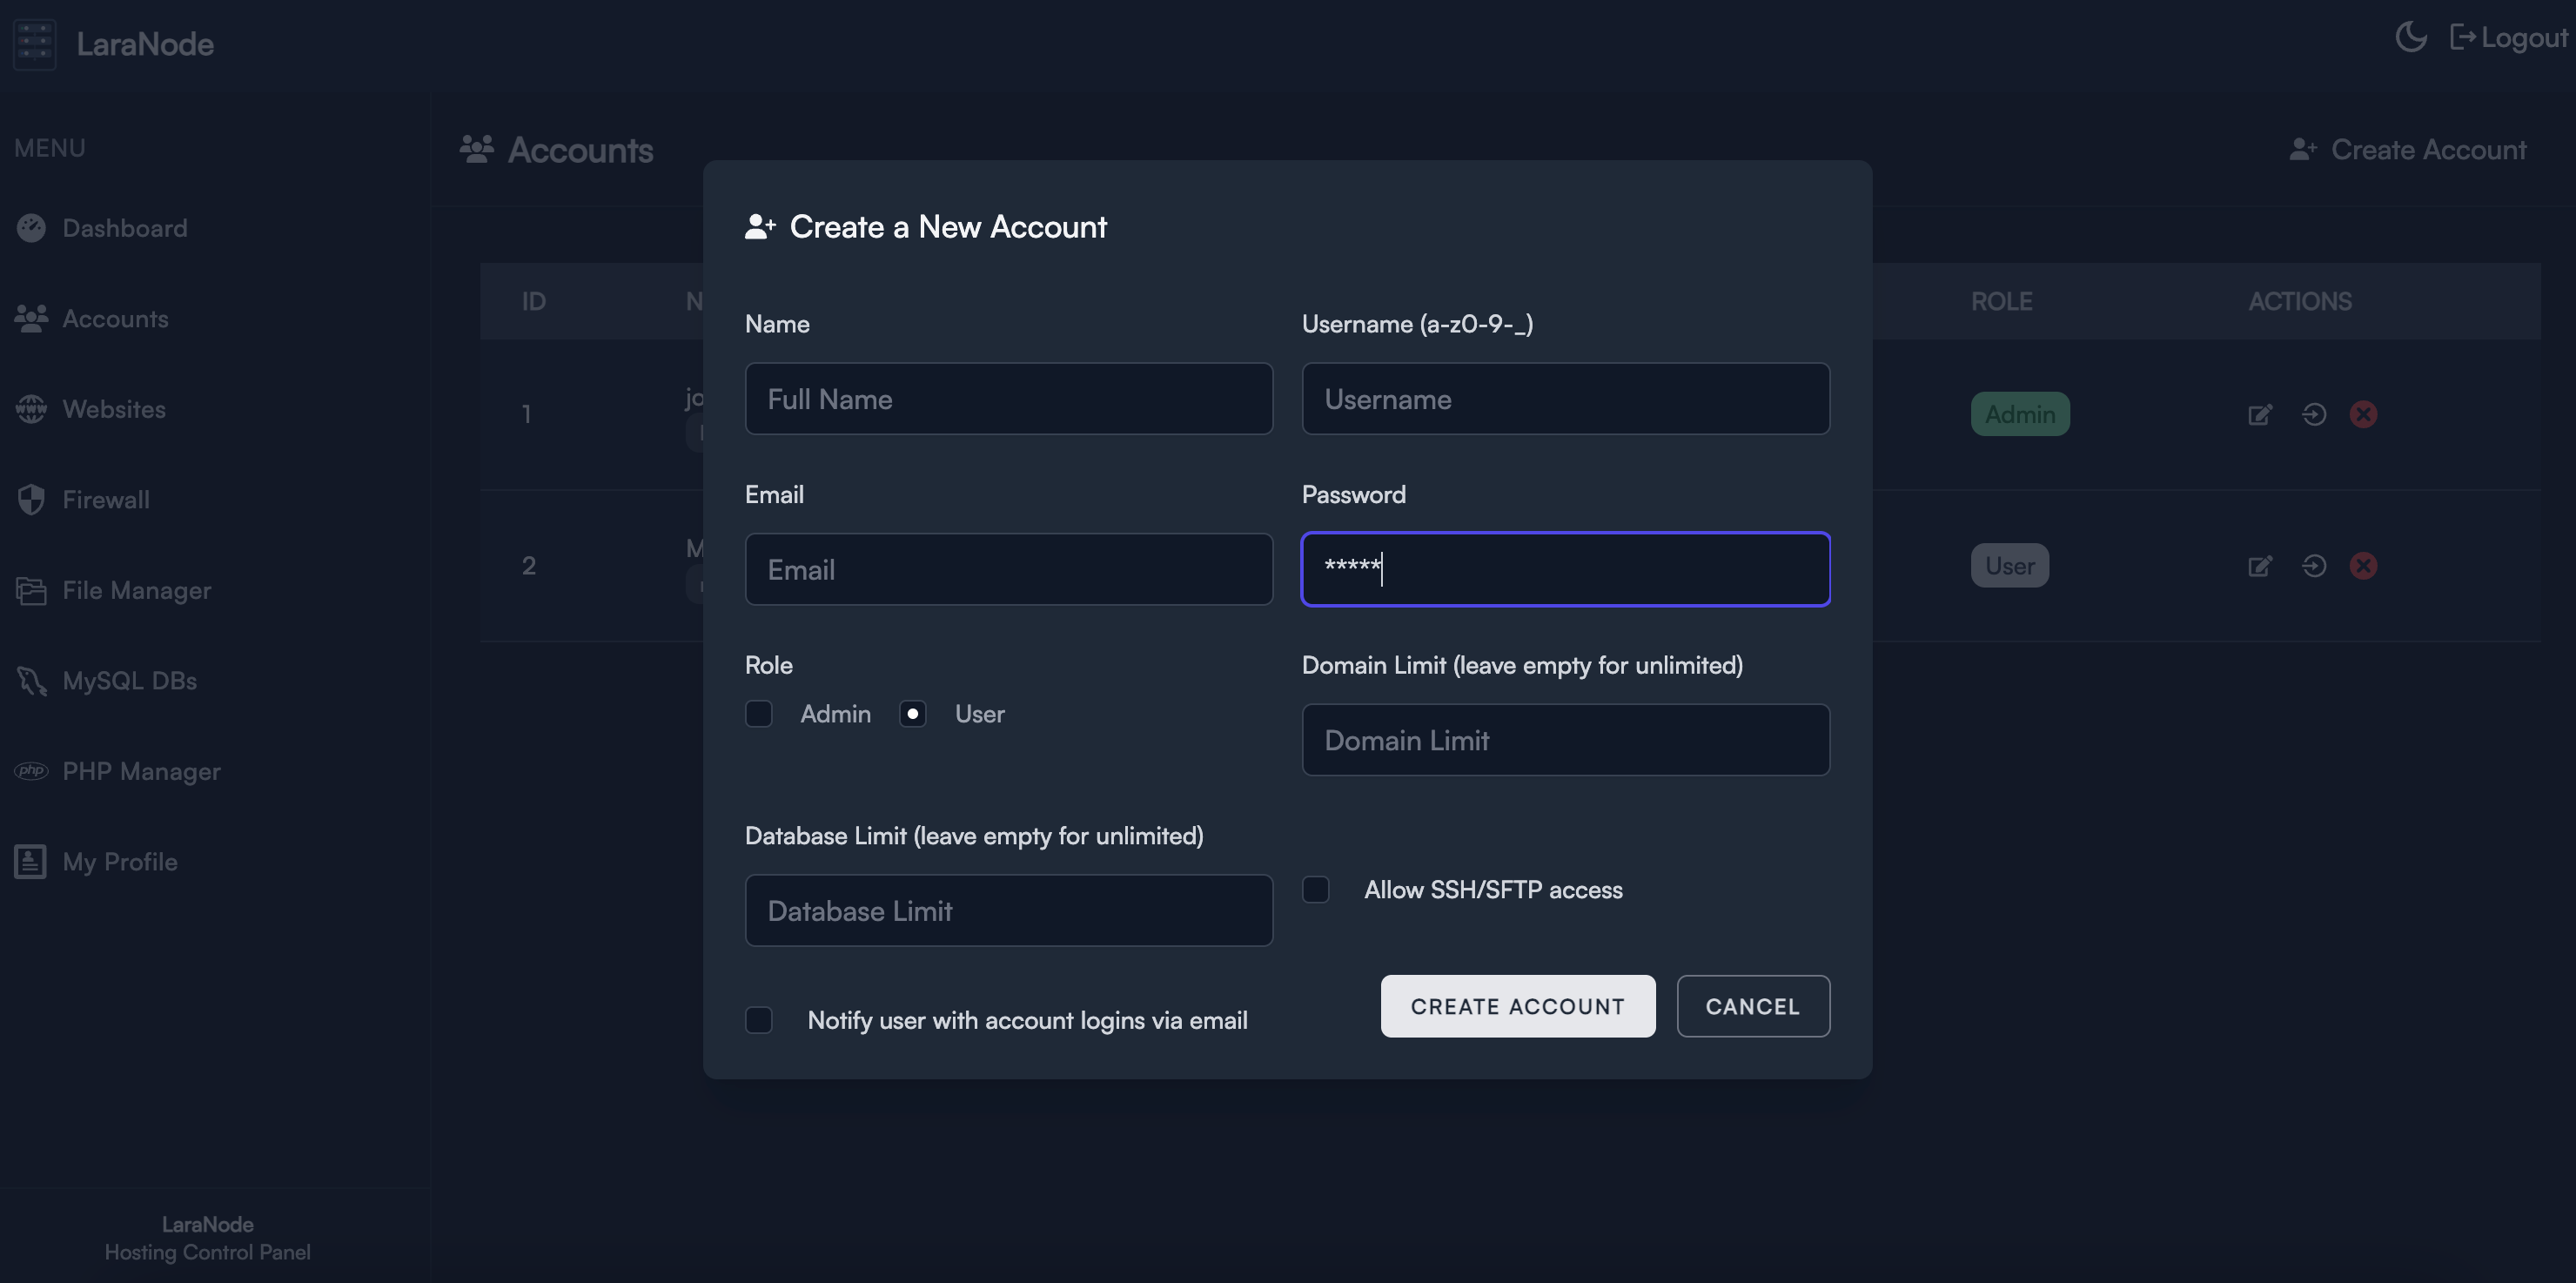 LaraNode
Logout
MENU
Dashboard
Accounts
Websites
Firewall
File Manager
MySQL DBs
php PHP Manager
My Profile
LaraNode
Hosting Control Panel
Accounts
Create Account
ID
ROLE
ACTIONS
1
Admin
2
User
Create a New Account
Name
Full Name
Username (a-z0-9-_)
Username
Email
Email
Password
*****
Role
Admin
User
Domain Limit (leave empty for unlimited)
Domain Limit
Database Limit (leave empty for unlimited)
Database Limit
Allow SSH/SFTP access
Notify user with account logins via email
CREATE ACCOUNT
CANCEL